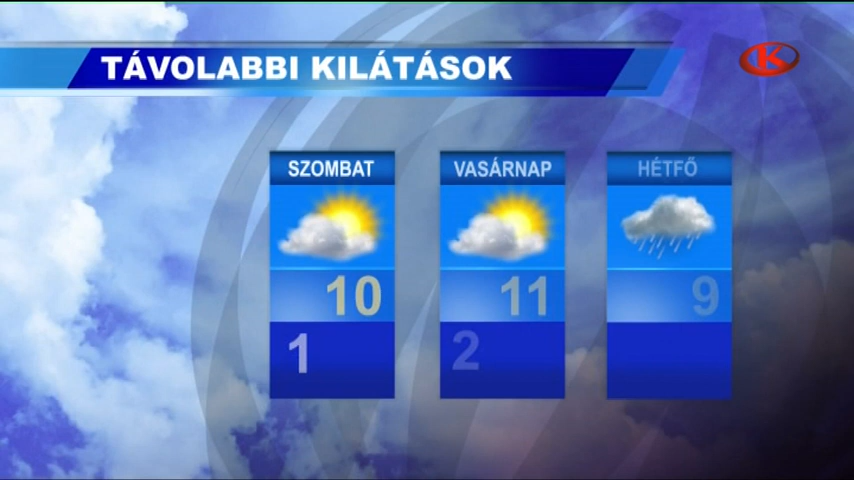 TÁVOLABBI KILÁTÁSOK
K
SZOMBAT
10
1
VASÁRNAP
11
2
HÉTFŐ
9